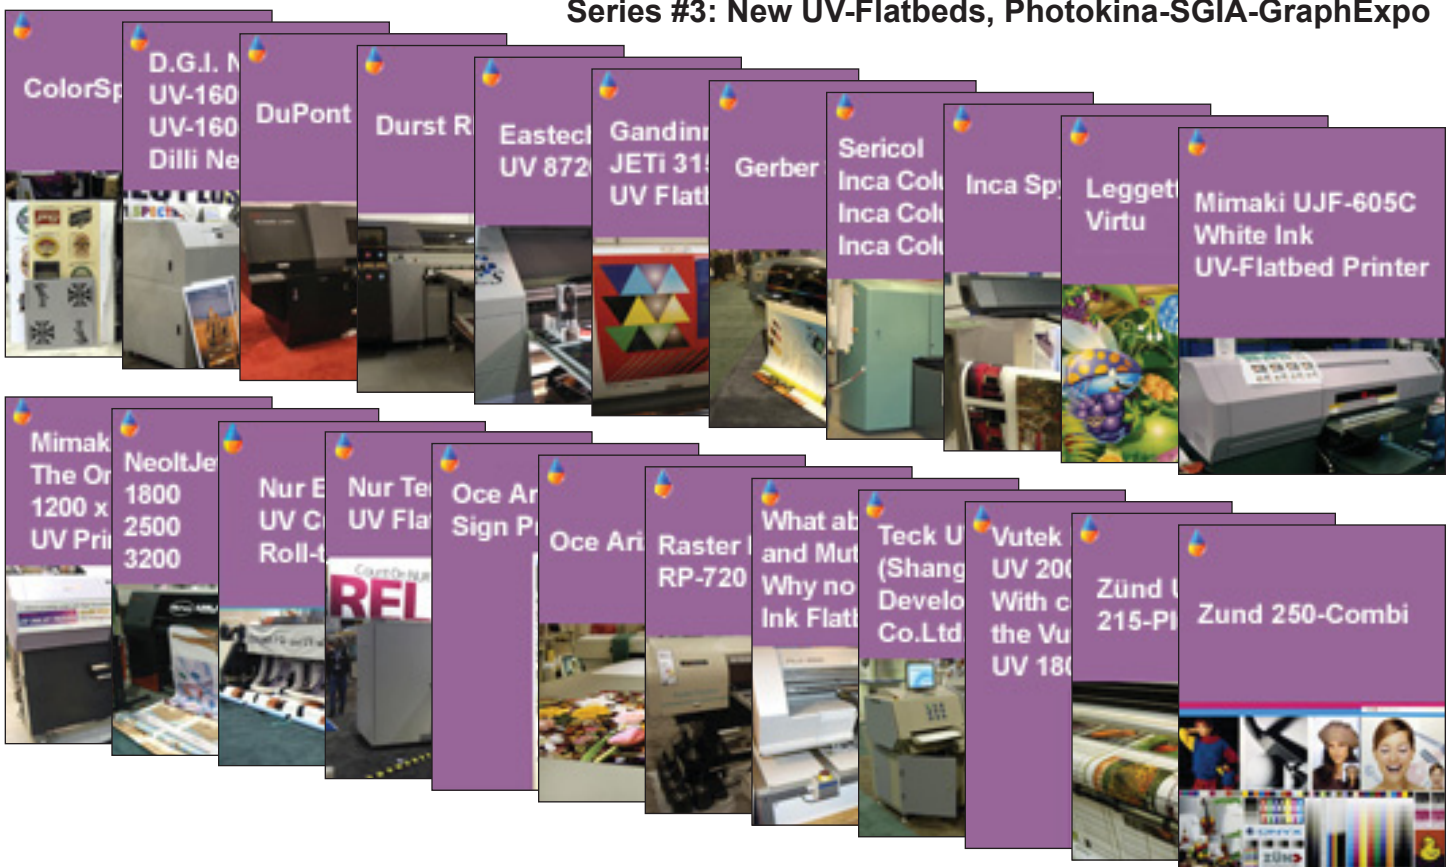 Series #3: New UV-Flatbeds, Photokina-SGIA-GraphExpo
ColorSp
D.G.I. N
UV-160
UV-160
Dilli Ne
DuPont
Durst R
Eastech
UV 872
Gandinn
JETi 315
UV Flatb
Gerber
Sericol
Inca Colu
Inca Colu
Inca Colu
Inca Spy
Leggett
Virtu
Mimaki UJF-605C
White Ink
UV-Flatbed Printer
Mimak
The Or
1200 x
UV Prin
NeoltJe
1800
2500
3200
Nur E
UV C
Roll-t
Nur Te
UV Fla
REL
Oce Ar
Sign P
Oce Ari
Raster
RP-720
What ab
and Mut
Why no
Ink Flatb
Teck U
(Shang
Develo
Co.Ltd
Vutek
UV 200
With c
the Vu
UV 180
Zünd U
215-Pl
Zund 250-Combi
ONYX
ZÜND